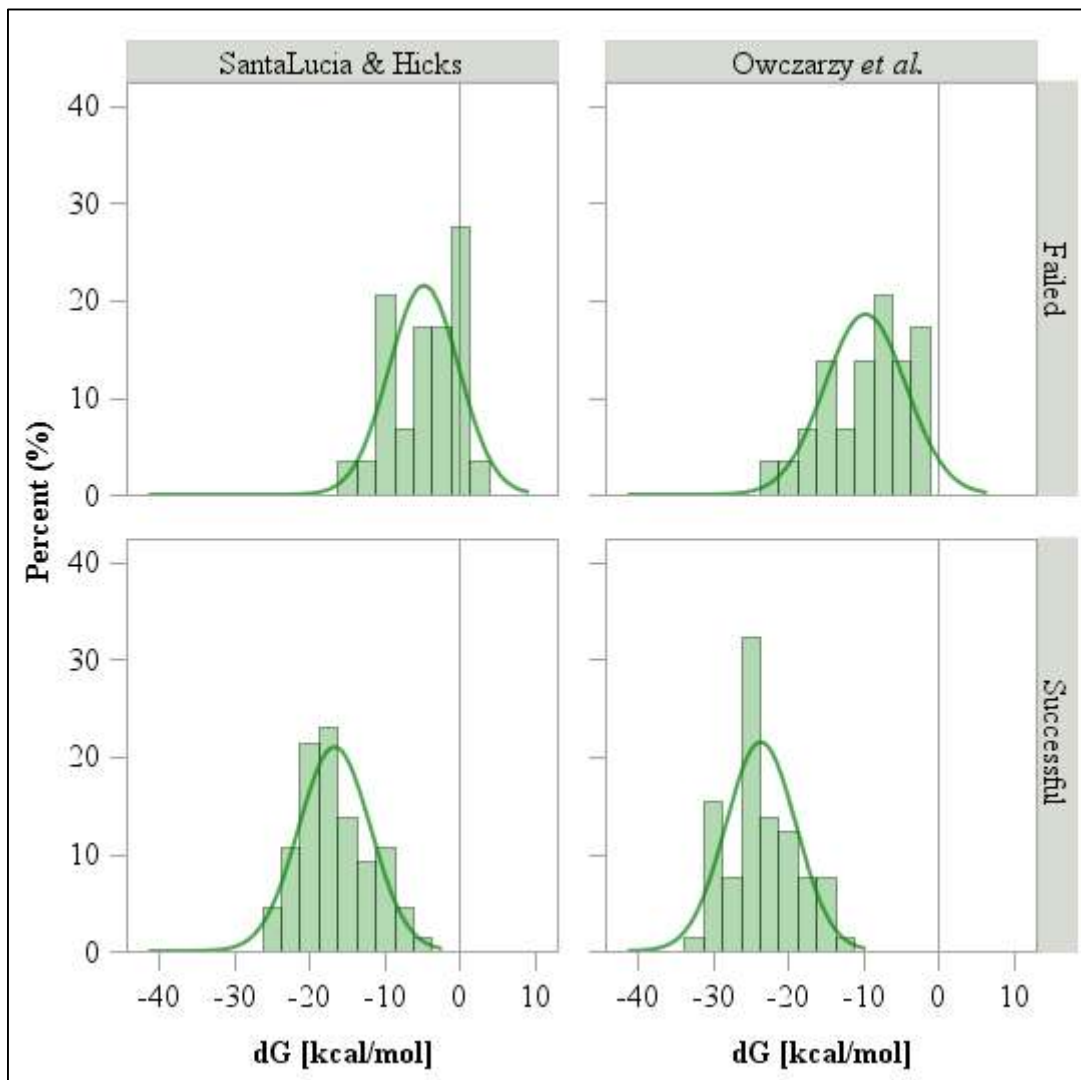 SantaLucia & Hicks
Owczarzy et al.
40
30
20
10
0
Failed
Percent (%)
40
30
20
10
0
Successful
-40 -30 -20 -10 0 10
-40 -30 -20 -10 0 10
dG [kcal/mol]
dG [kcal/mol]